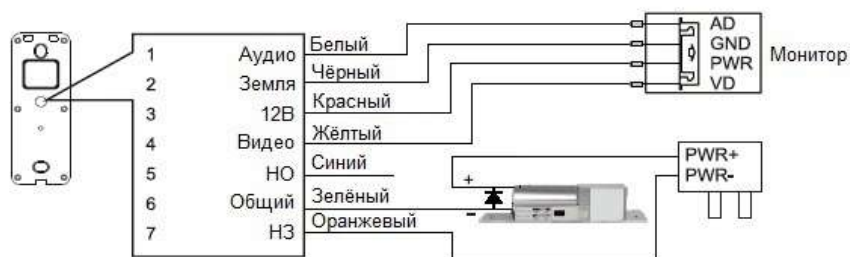 1 Аудио Белый
2 Земля Чёрный
3 12В Красный
4 Видео Жёлтый
5 НО Синий
6 Общий Зелёный
7 НЗ Оранжевый
AD
GND
PWR
VD
Монитор
PWR+
PWR-
+
-